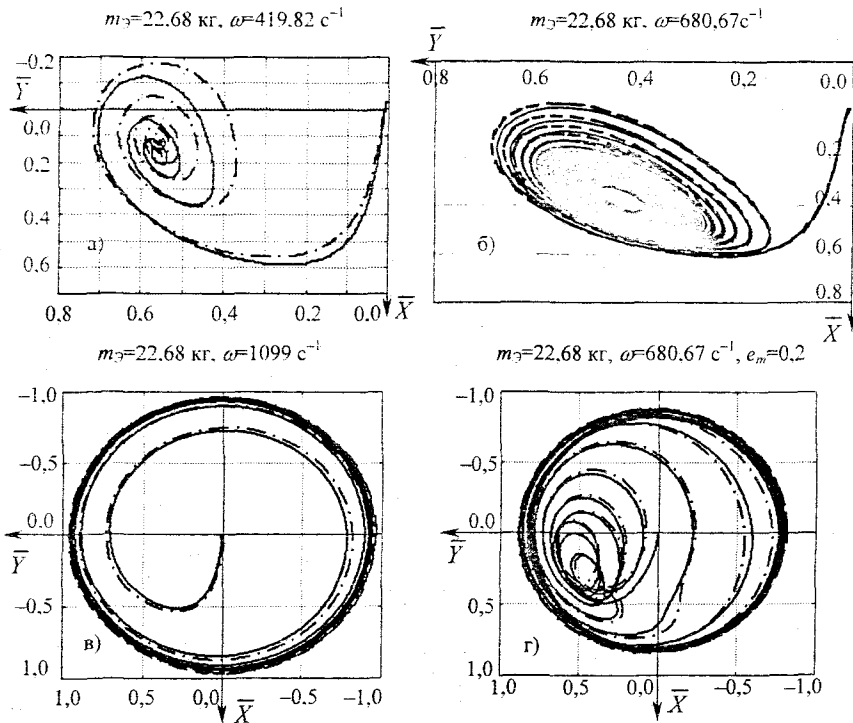 mЭ=22,68 кг, ω=419,82 с⁻¹
mЭ=22,68 кг, ω=680,67с⁻¹
−0,2
Y̅
0.0
0.2
0.4
0.6
а)
0.8 0.6 0,4 0.2 0.0
X̅
Y̅
0.8 0.6 0.4 0,2 0.0
0.2
0.4
0.6
0.8
б)
X̅
mЭ=22,68 кг, ω=1099 с⁻¹
mЭ=22,68 кг, ω=680,67 с⁻¹, em=0,2
−1,0
−0,5
0.0
Y̅
−0,5
в)
1,0
1,0 0,5 0,0 -0,5 -1,0
X̅
−1,0
−0,5
0.0
Y̅
0,5
г)
1,0
1,0 0,5 0.0 -0,5 -1,0
X̅